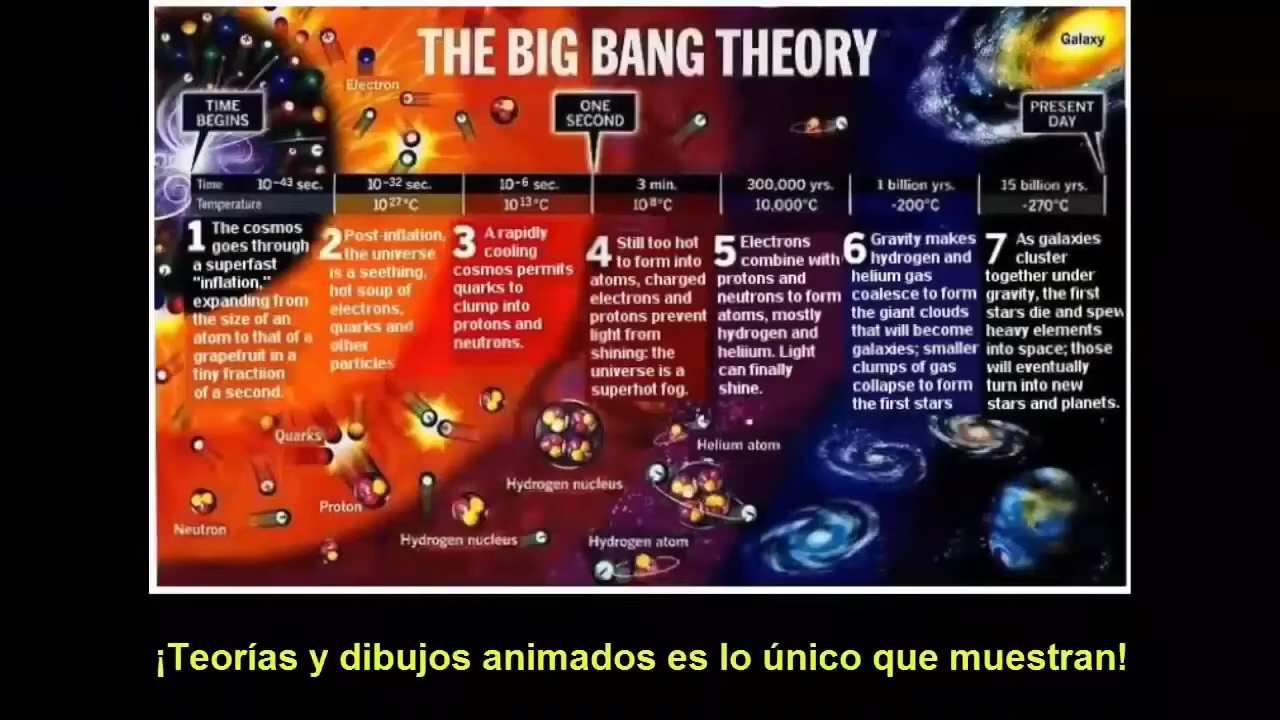 THE BIG BANG THEORY
Galaxy
Electron
TIME
BEGINS
ONE
SECOND
PRESENT
DAY
Time 10-43 sec. 10-32 sec. 10-6 sec. 3 min. 300,000 yrs. 1 billion yrs. 15 billion yrs.
Temperature 10 27°C 10 13°C 10 8°C 10,000°C -200°C -270°C
1 The cosmos
goes through
a superfast
"inflation,"
expanding from
the size of an
atom to that of a
grapefruit in a
tiny fraction
of a second.
2 Post-inflation,
the universe
is a seething,
hot soup of
electrons,
quarks and
other
particles
3 A rapidly
cooling
cosmos permits
quarks to
clump into
protons and
neutrons.
4 Still too hot
to form into
atoms, charged
electrons and
protons prevent
light from
shining: the
universe is a
superhot fog.
5 Electrons
combine with
protons and
neutrons to form
atoms, mostly
hydrogen and
heliium. Light
can finally
shine.
6 Gravity makes
hydrogen and
helium gas
coalesce to form
the giant clouds
that will become
galaxies; smaller
clumps of gas
collapse to form
the first stars
7 As galaxies
cluster
together under
gravity, the first
stars die and spew
heavy elements
into space; those
will eventually
turn into new
stars and planets.
Quarks
Helium atom
Hydrogen nucleus
Proton
Neutron
Hydrogen nucleus
Hydrogen atom
¡Teorías y dibujos animados es lo único que muestran!